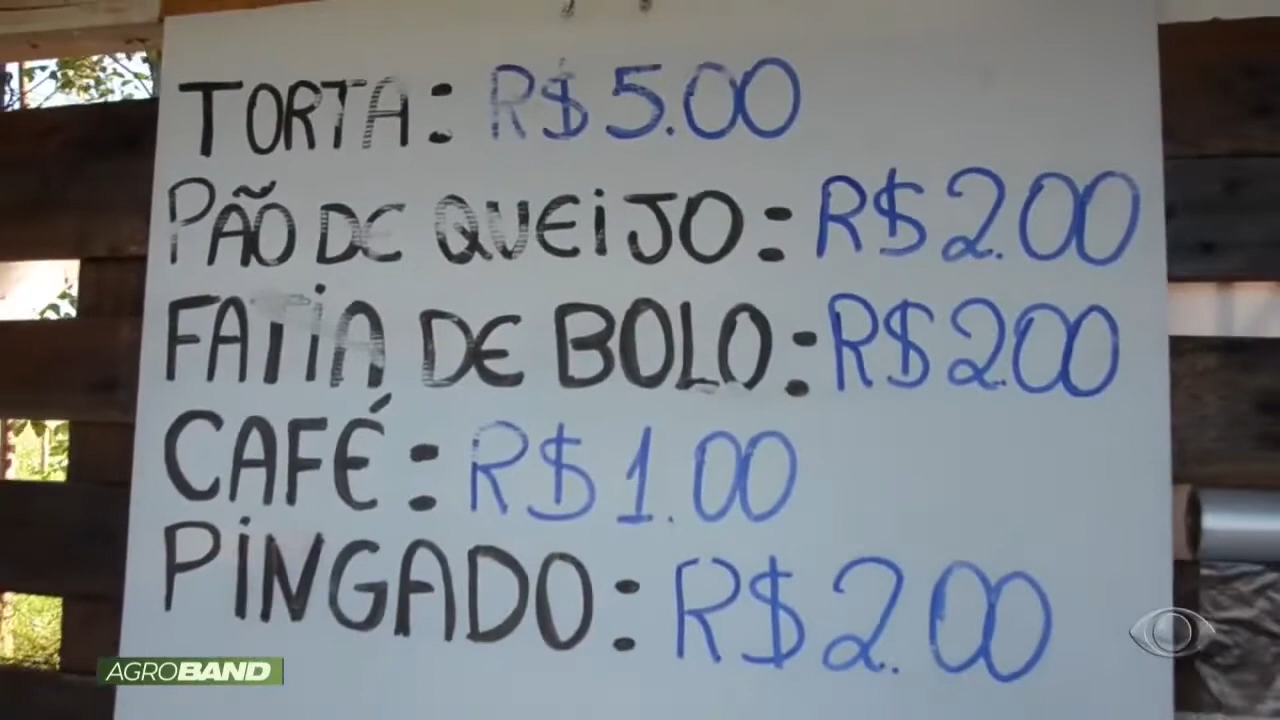 TORTA: R$ 5.00
PÃO DE QUEIJO: R$ 2.00
FATIA DE BOLO: R$ 2.00
CAFÉ: R$ 1.00
PINGADO: R$ 2.00
AGROBAND